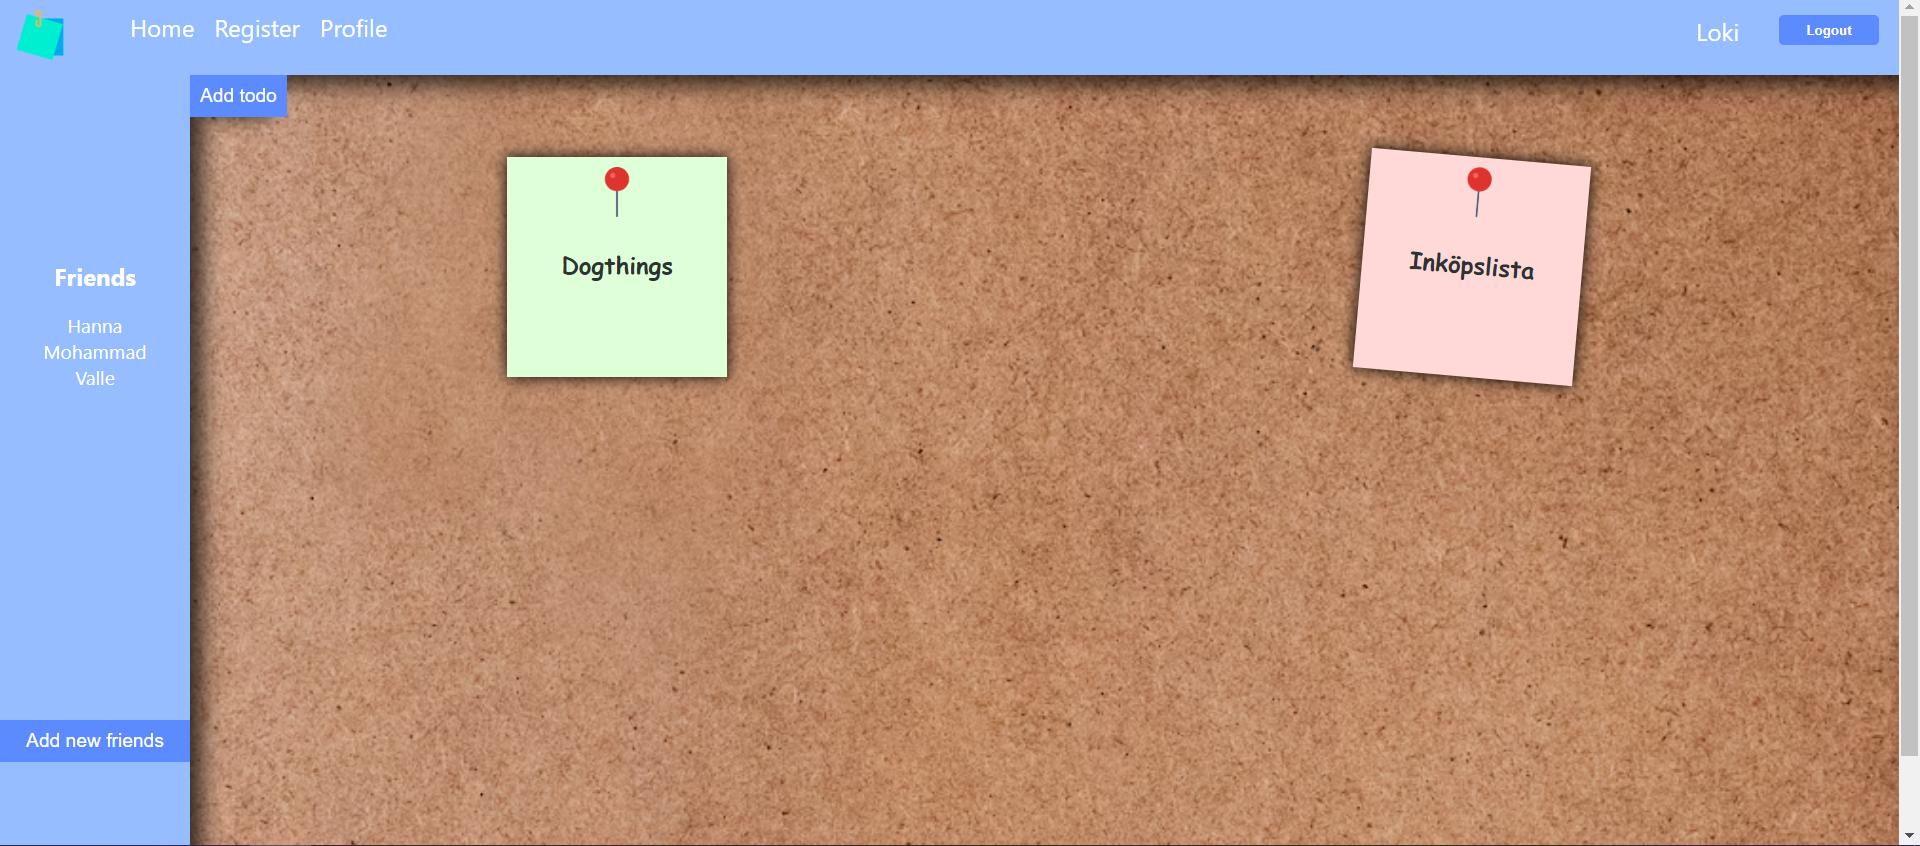 Home Register Profile
Loki
Logout
Add todo
Dogthings
Inköpslista
Friends
Hanna
Mohammad
Valle
Add new friends